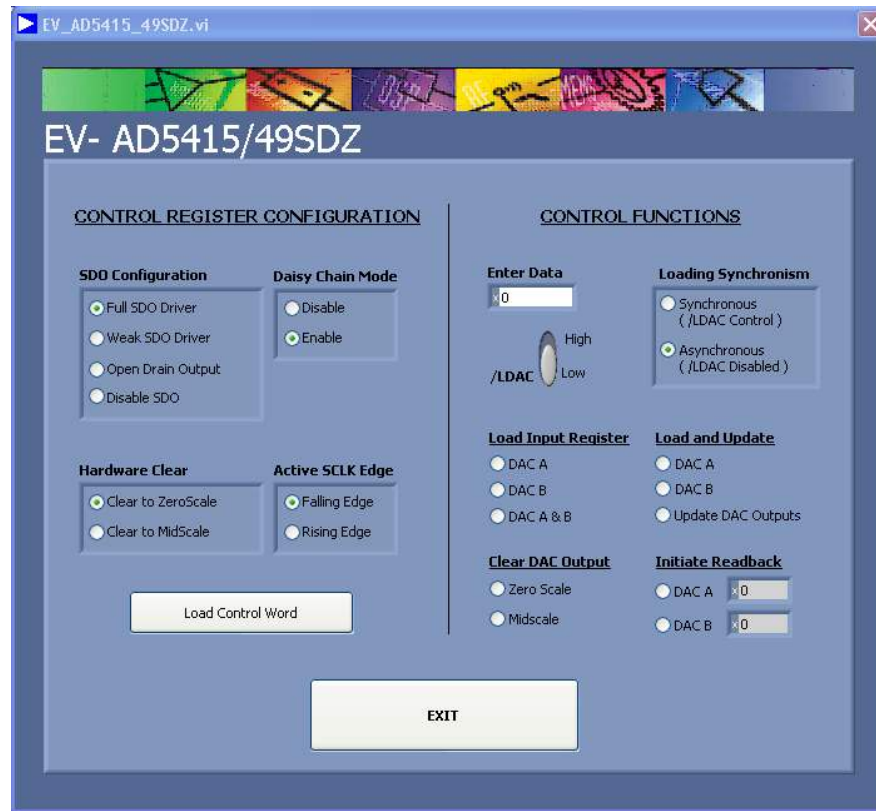 EV_AD5415_49SDZ.vi
EV- AD5415/49SDZ
CONTROL REGISTER CONFIGURATION
SDO Configuration
Full SDO Driver
Weak SDO Driver
Open Drain Output
Disable SDO
Daisy Chain Mode
Disable
Enable
Hardware Clear
Clear to ZeroScale
Clear to MidScale
Active SCLK Edge
Falling Edge
Rising Edge
Load Control Word
CONTROL FUNCTIONS
Enter Data
x0
/LDAC
High
Low
Loading Synchronism
Synchronous
( /LDAC Control )
Asynchronous
( /LDAC Disabled )
Load Input Register
DAC A
DAC B
DAC A & B
Load and Update
DAC A
DAC B
Update DAC Outputs
Clear DAC Output
Zero Scale
Midscale
Initiate Readback
DAC A x0
DAC B x0
EXIT